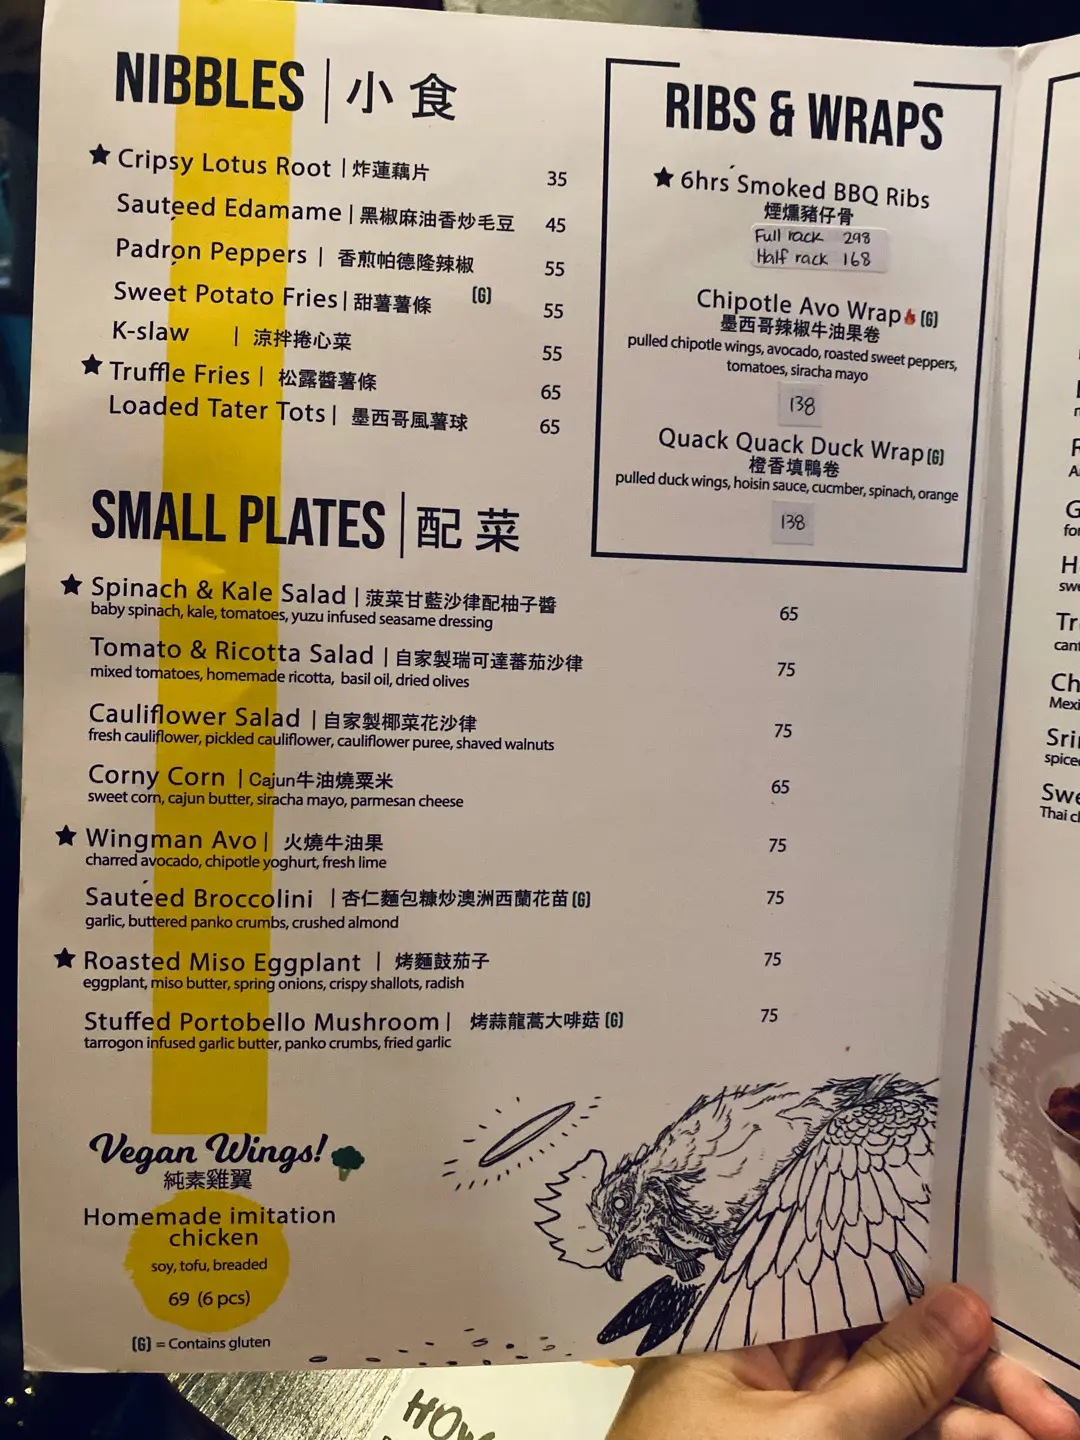 NIBBLES | 小食
★ Cripsy Lotus Root | 炸蓮藕片 35
Sauteed Edamame | 黑椒麻油香炒毛豆 45
Padron Peppers | 香煎帕德隆辣椒 55
Sweet Potato Fries | 甜薯薯條 (G) 55
K-slaw | 涼拌捲心菜 55
★ Truffle Fries | 松露醬薯條 65
Loaded Tater Tots | 墨西哥風薯球 65
RIBS & WRAPS
★ 6hrs Smoked BBQ Ribs
煙燻豬仔骨
Full rack 298
Half rack 168
Chipotle Avo Wrap (G)
墨西哥辣椒牛油果卷
pulled chipotle wings, avocado, roasted sweet peppers,
tomatoes, siracha mayo
138
Quack Quack Duck Wrap (G)
橙香填鴨卷
pulled duck wings, hoisin sauce, cucmber, spinach, orange
138
SMALL PLATES | 配菜
★ Spinach & Kale Salad | 菠菜甘藍沙律配柚子醬
baby spinach, kale, tomatoes, yuzu infused seasame dressing 65
Tomato & Ricotta Salad | 自家製瑞可達蕃茄沙律
mixed tomatoes, homemade ricotta, basil oil, dried olives 75
Cauliflower Salad | 自家製椰菜花沙律
fresh cauliflower, pickled cauliflower, cauliflower puree, shaved walnuts 75
Corny Corn | Cajun牛油燒粟米
sweet corn, cajun butter, siracha mayo, parmesan cheese 65
★ Wingman Avo | 火燒牛油果
charred avocado, chipotle yoghurt, fresh lime 75
Sautéed Broccolini | 杏仁麵包糠炒澳洲西蘭花苗 (G)
garlic, buttered panko crumbs, crushed almond 75
★ Roasted Miso Eggplant | 烤麵鼓茄子
eggplant, miso butter, spring onions, crispy shallots, radish 75
Stuffed Portobello Mushroom | 烤蒜龍蒿大啡菇 (G)
tarrogon infused garlic butter, panko crumbs, fried garlic 75
Vegan Wings!
純素雞翼
Homemade imitation
chicken
soy, tofu, breaded
69 (6 pcs)
(G) = Contains gluten